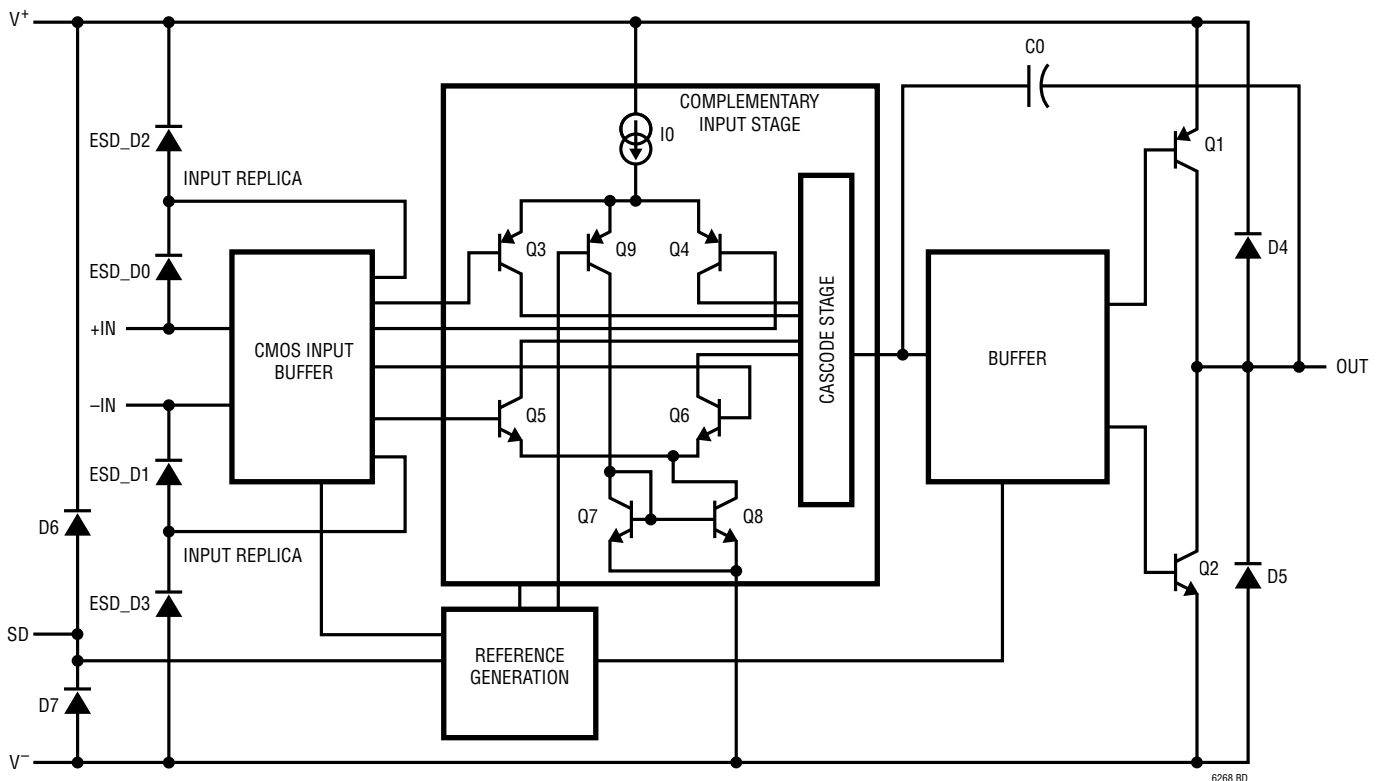 V+
C0
COMPLEMENTARY
INPUT STAGE
I0
ESD_D2
Q1
INPUT REPLICA
Q3
Q9
Q4
D4
ESD_D0
+IN
CMOS INPUT
BUFFER
CASCODE STAGE
BUFFER
OUT
–IN
Q5
Q6
ESD_D1
Q7
Q8
D6
INPUT REPLICA
Q2
D5
ESD_D3
SD
REFERENCE
GENERATION
D7
V–
6268 BD